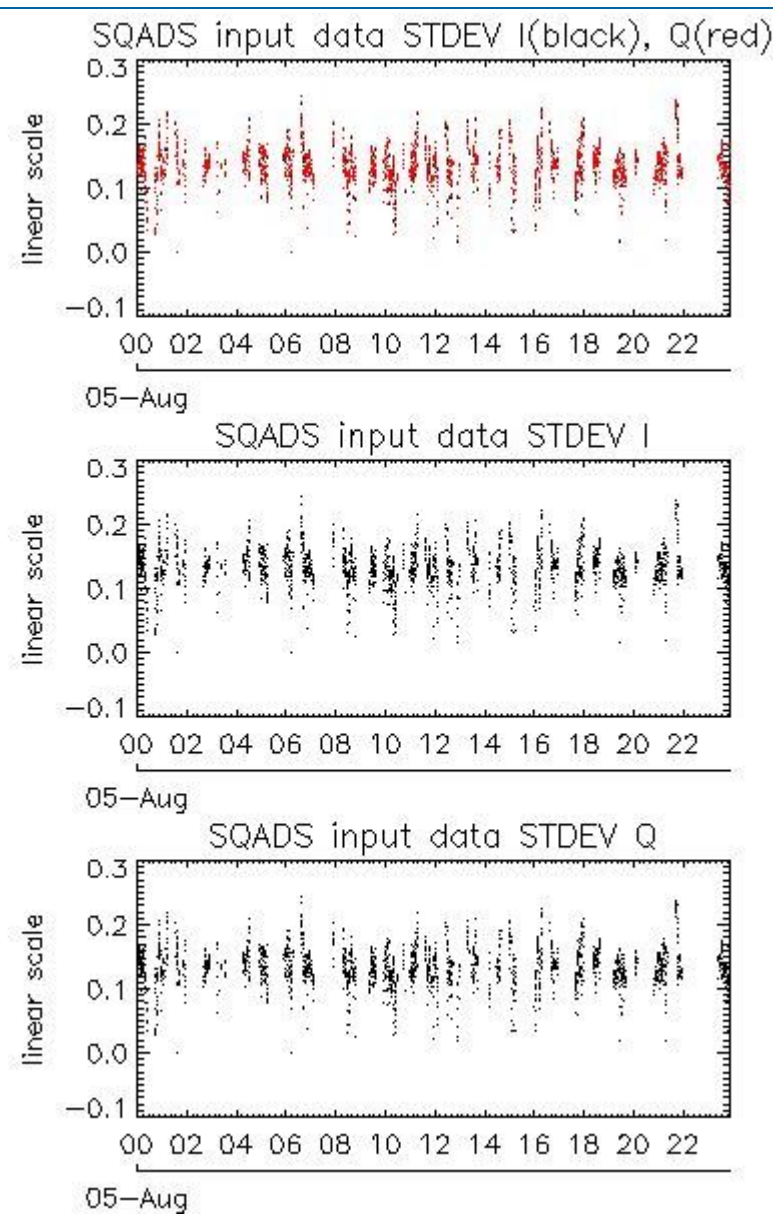 SQADS input data STDEV I(black), Q(red)
0.3
0.2
0.1
0.0
−0.1
linear scale
00 02 04 06 08 10 12 14 16 18 20 22
05−Aug
SQADS input data STDEV I
0.3
0.2
0.1
0.0
−0.1
linear scale
00 02 04 06 08 10 12 14 16 18 20 22
05−Aug
SQADS input data STDEV Q
0.3
0.2
0.1
0.0
−0.1
linear scale
00 02 04 06 08 10 12 14 16 18 20 22
05−Aug